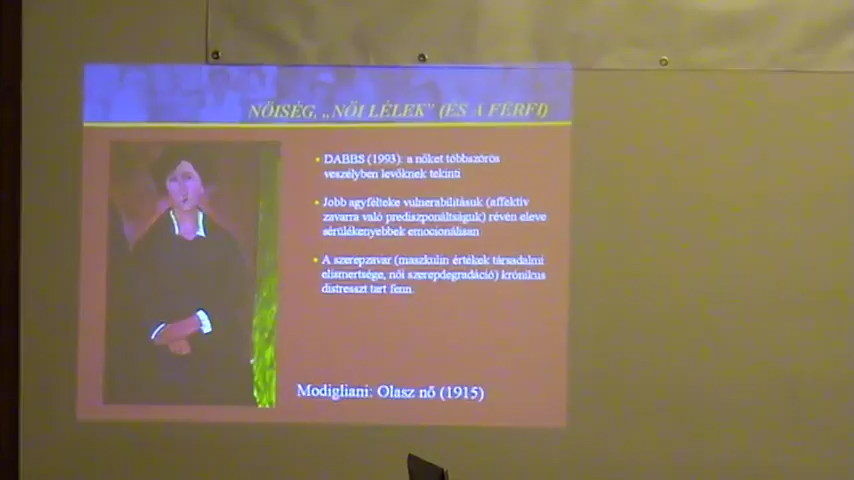 NŐISÉG, „NŐI LÉLEK” (ÉS A FÉRFI)
• DABBS (1993): a nőket többszörös
veszélyben levőknek tekinti
• Jobb agyfélteke vulnerabilitásuk (affektív
zavarra való prediszponáltságuk) révén eleve
sérülékenyebbek emocionálisan
• A szerepzavar (maszkulin értékek társadalmi
elismertsége, női szerepdegradáció) krónikus
distresszt tart fenn.
Modigliani: Olasz nő (1915)